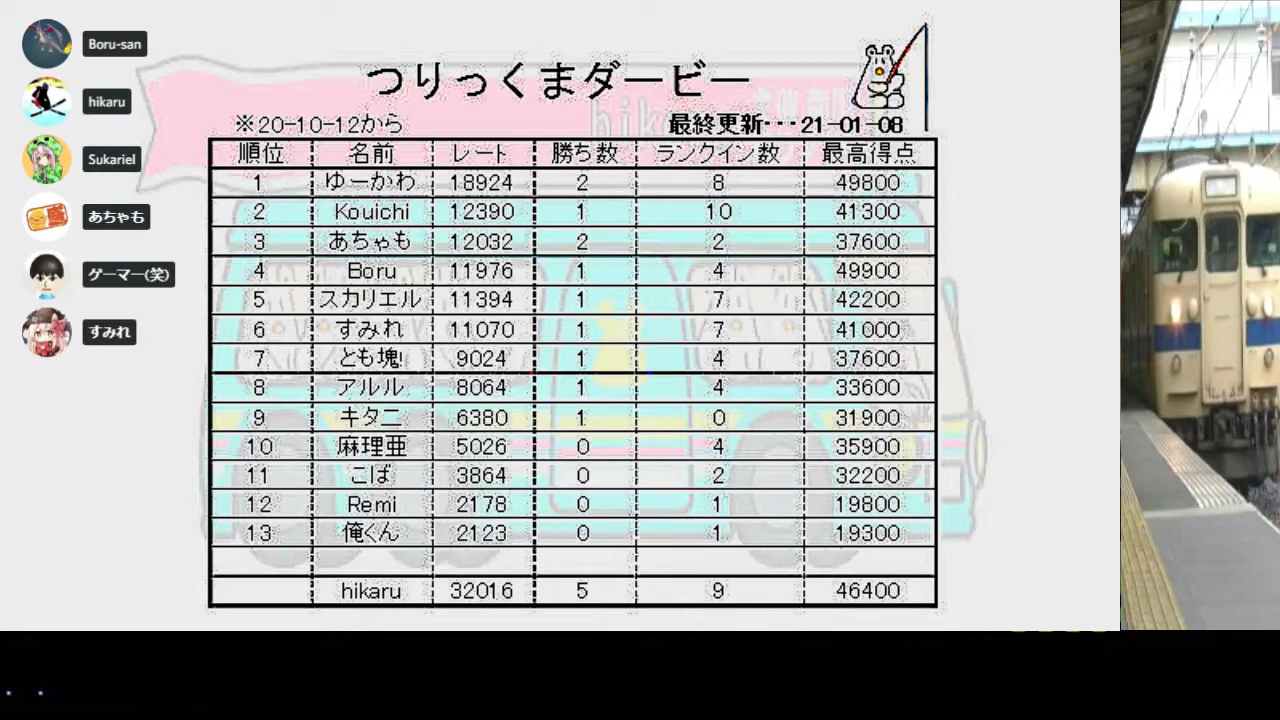 Boru-san
hikaru
Sukariel
あちゃも
ゲーマー(笑)
すみれ
つりっくまダービー
※20-10-12から
最終更新･･･21-01-08
順位 名前 レート 勝ち数 ランクイン数 最高得点
1 ゆーかわ 18924 2 8 49800
2 Kouichi 12390 1 10 41300
3 あちゃも 12032 2 2 37600
4 Boru 11976 1 4 49900
5 スカリエル 11394 1 7 42200
6 すみれ 11070 1 7 41000
7 とも塊! 9024 1 4 37600
8 アルル 8064 1 4 33600
9 キタニ 6380 1 0 31900
10 麻理亜 5026 0 4 35900
11 こば 3864 0 2 32200
12 Remi 2178 0 1 19800
13 俺くん 2123 0 1 19300
hikaru 32016 5 9 46400